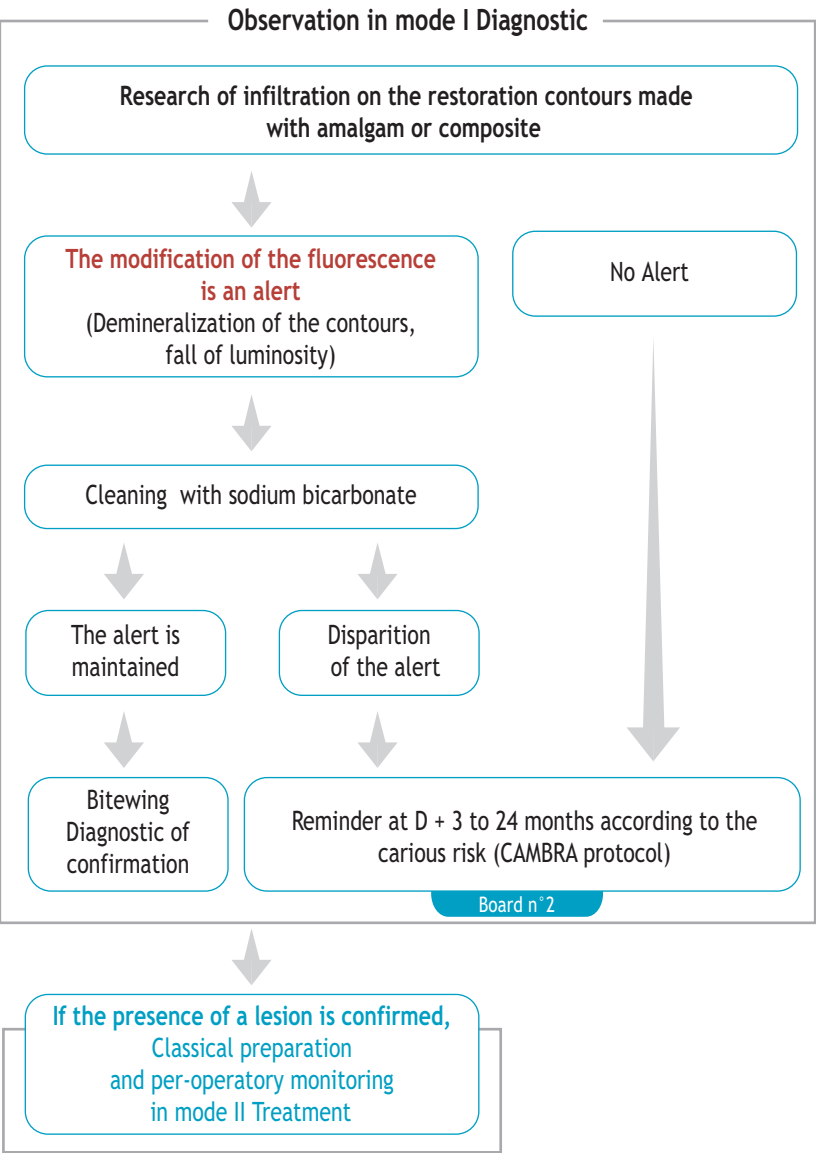 Observation in mode I Diagnostic
Research of infiltration on the restoration contours made
with amalgam or composite
The modification of the fluorescence
is an alert
(Demineralization of the contours,
fall of luminosity)
No Alert
Cleaning with sodium bicarbonate
The alert is
maintained
Disparition
of the alert
Bitewing
Diagnostic of
confirmation
Reminder at D + 3 to 24 months according to the
carious risk (CAMBRA protocol)
Board n°2
If the presence of a lesion is confirmed,
Classical preparation
and per-operatory monitoring
in mode II Treatment